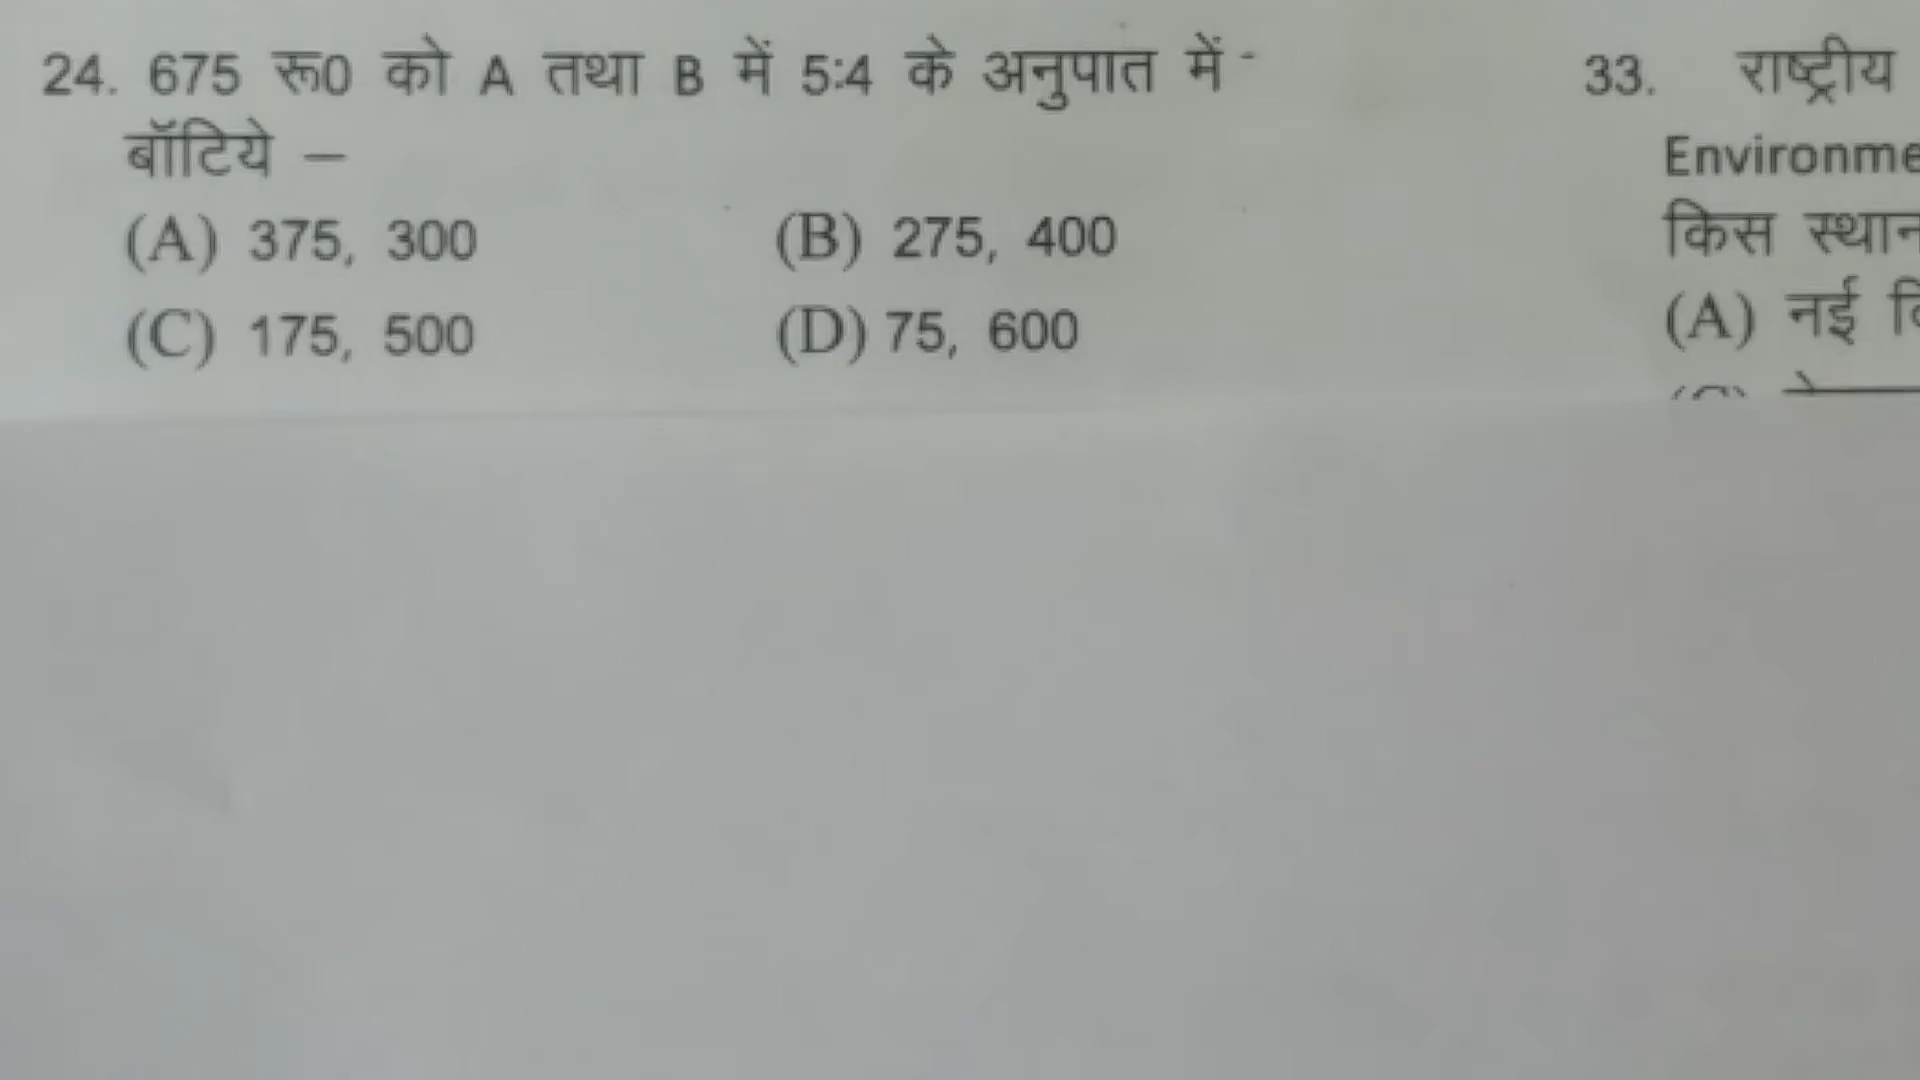 24. 675 रू0 को A तथा B में 5:4 के अनुपात में -
बॉटिये –
(A) 375, 300 (B) 275, 400
(C) 175, 500 (D) 75, 600
33. राष्ट्रीय
Environme
किस स्थान
(A) नई